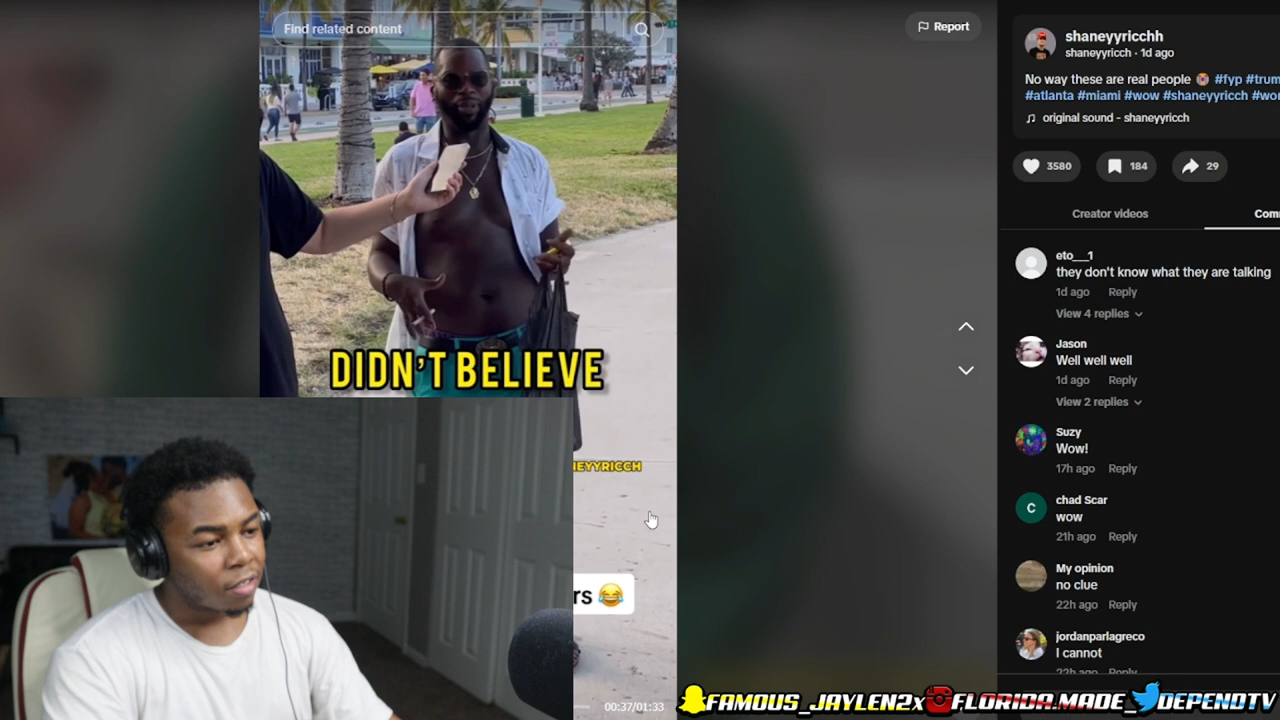 Find related content
Report
DIDN'T BELIEVE
rs 😂
00:37/01:33
shaneyyricchh
shaneyyricch · 1d ago
No way these are real people #fyp
#atlanta #miami #wow #shaneyyricch
original sound - shaneyyricch
3580
184
29
Creator videos
eto__1
they don't know what they are talking
1d ago Reply
View 4 replies
Jason
Well well well
1d ago Reply
View 2 replies
Suzy
Wow!
17h ago Reply
C
chad Scar
wow
21h ago Reply
My opinion
no clue
22h ago Reply
jordanparlagreco
I cannot
22h ago Reply
FAMOUS_JAYLEN2x FLORIDA.MADE_ DEPENDTV